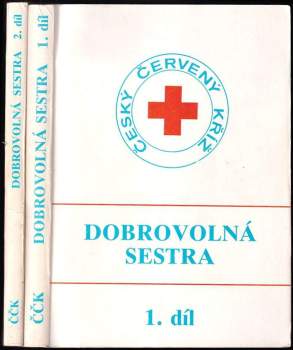 ČČK DOBROVOLNÁ SESTRA 2. díl
ČČK DOBROVOLNÁ SESTRA 1. díl
ČESKÝ ČERVENÝ KŘÍŽ
DOBROVOLNÁ
SESTRA
1. díl